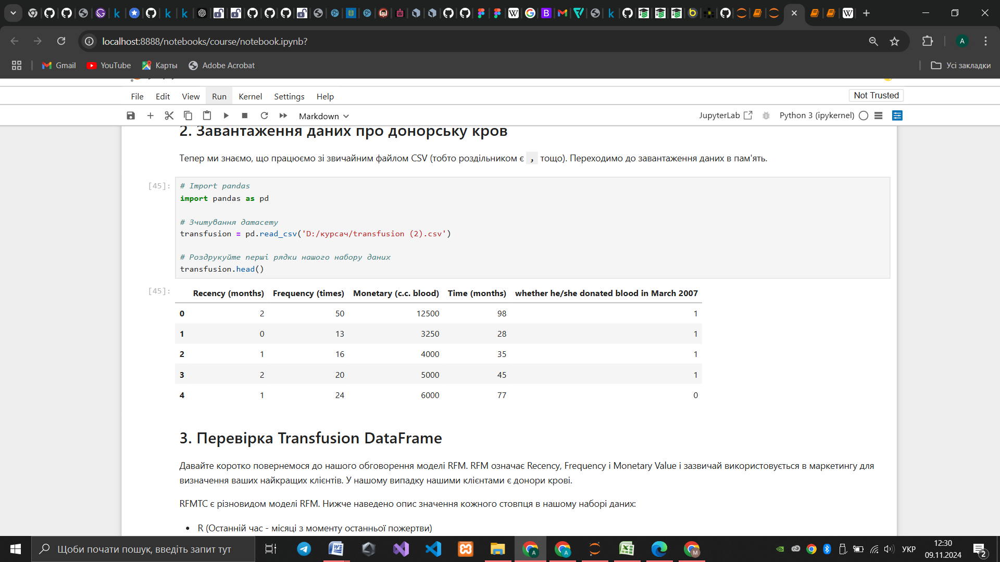 localhost:8888/notebooks/course/notebook.ipynb?
A
Gmail
YouTube
Карты
Adobe Acrobat
Усі закладки
File Edit View Run Kernel Settings Help
Not Trusted
Markdown
JupyterLab
Python 3 (ipykernel)
2. Завантаження даних про донорську кров
Тепер ми знаємо, що працюємо зі звичайним файлом CSV (тобто роздільником є , тощо). Переходимо до завантаження даних в пам'ять.
[45]:
# Import pandas
import pandas as pd
# Зчитування датасету
transfusion = pd.read_csv('D:/курсач/transfusion (2).csv')
# Роздрукуйте перші рядки нашого набору даних
transfusion.head()
[45]:
Recency (months) Frequency (times) Monetary (c.c. blood) Time (months) whether he/she donated blood in March 2007
0 2 50 12500 98 1
1 0 13 3250 28 1
2 1 16 4000 35 1
3 2 20 5000 45 1
4 1 24 6000 77 0
3. Перевірка Transfusion DataFrame
Давайте коротко повернемося до нашого обговорення моделі RFM. RFM означає Recency, Frequency і Monetary Value і зазвичай використовується в маркетингу для
визначення ваших найкращих клієнтів. У нашому випадку нашими клієнтами є донори крові.
RFMTC є різновидом моделі RFM. Нижче наведено опис значення кожного стовпця в нашому наборі даних:
• R (Останній час - місяці з моменту останньої пожертви)
Щоби почати пошук, введіть запит тут
УКР
12:30
09.11.2024
2